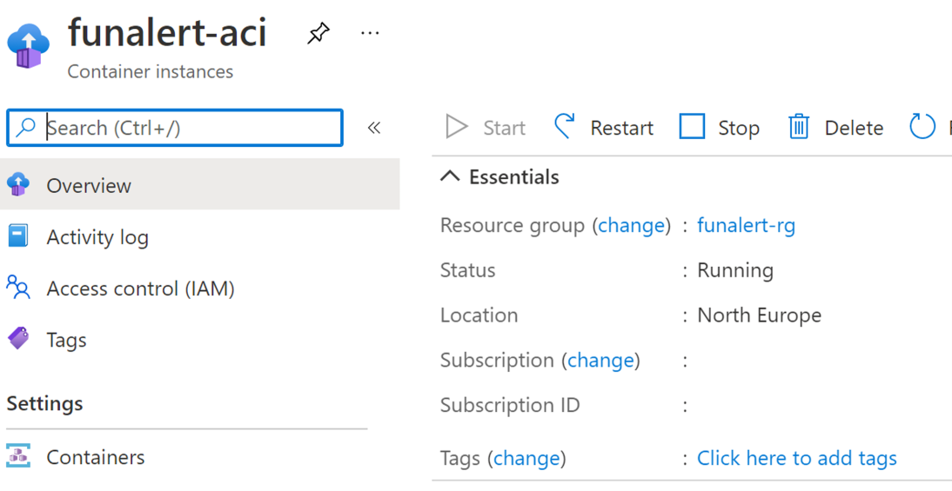 funalert-aci
Container instances
Search (Ctrl+/)
Overview
Activity log
Access control (IAM)
Tags
Settings
Containers
Start Restart Stop Delete
Essentials
Resource group (change) : funalert-rg
Status : Running
Location : North Europe
Subscription (change) :
Subscription ID :
Tags (change) : Click here to add tags